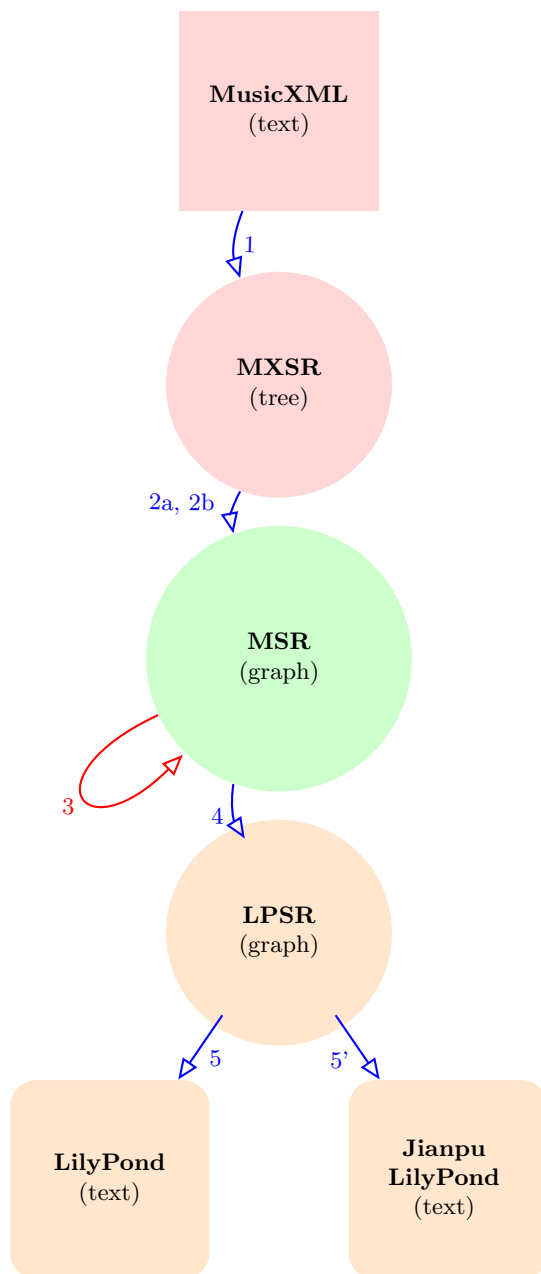 MusicXML
(text)
1
MXSR
(tree)
2a, 2b
MSR
(graph)
3
4
LPSR
(graph)
5
5'
LilyPond
(text)
Jianpu
LilyPond
(text)